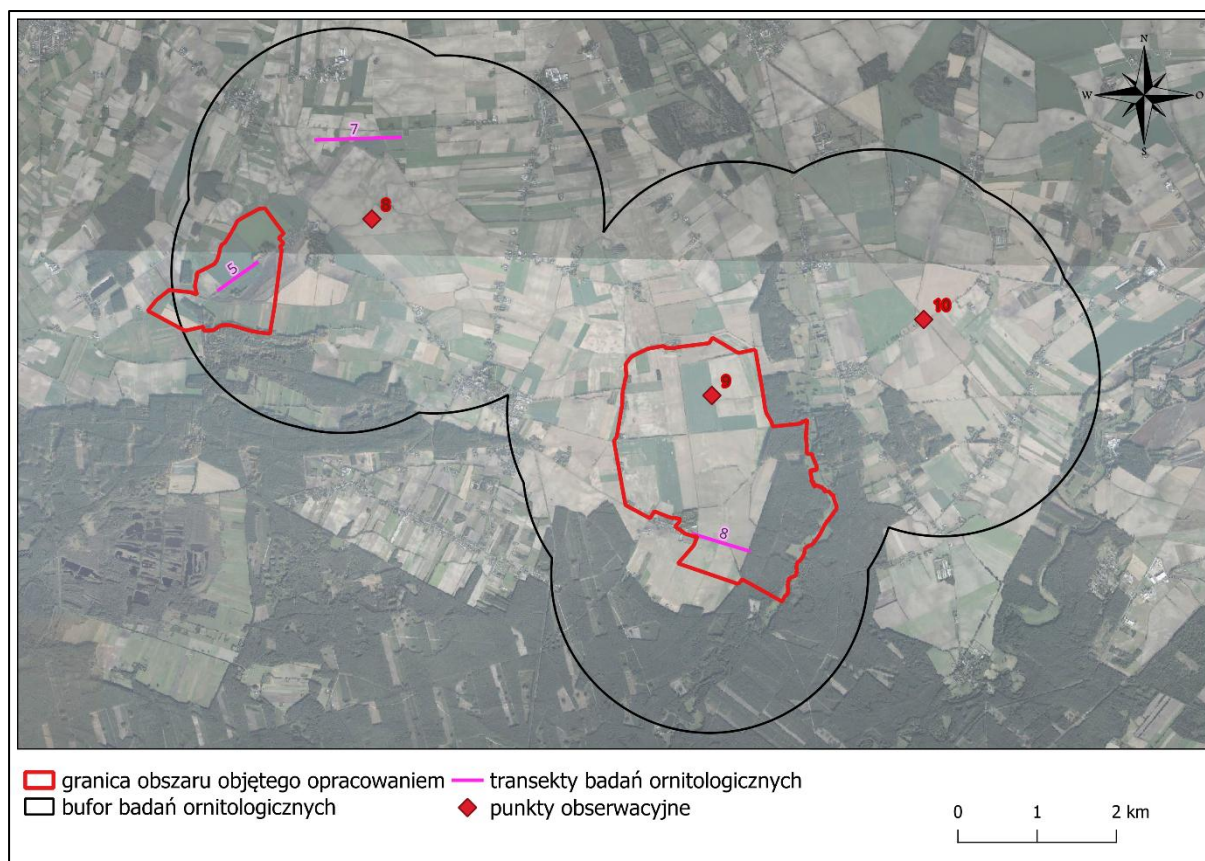 N
W O
S
7
8
5
10
9
8
granica obszaru objętego opracowaniem
transekty badań ornitologicznych
bufor badań ornitologicznych
punkty obserwacyjne
0 1 2 km